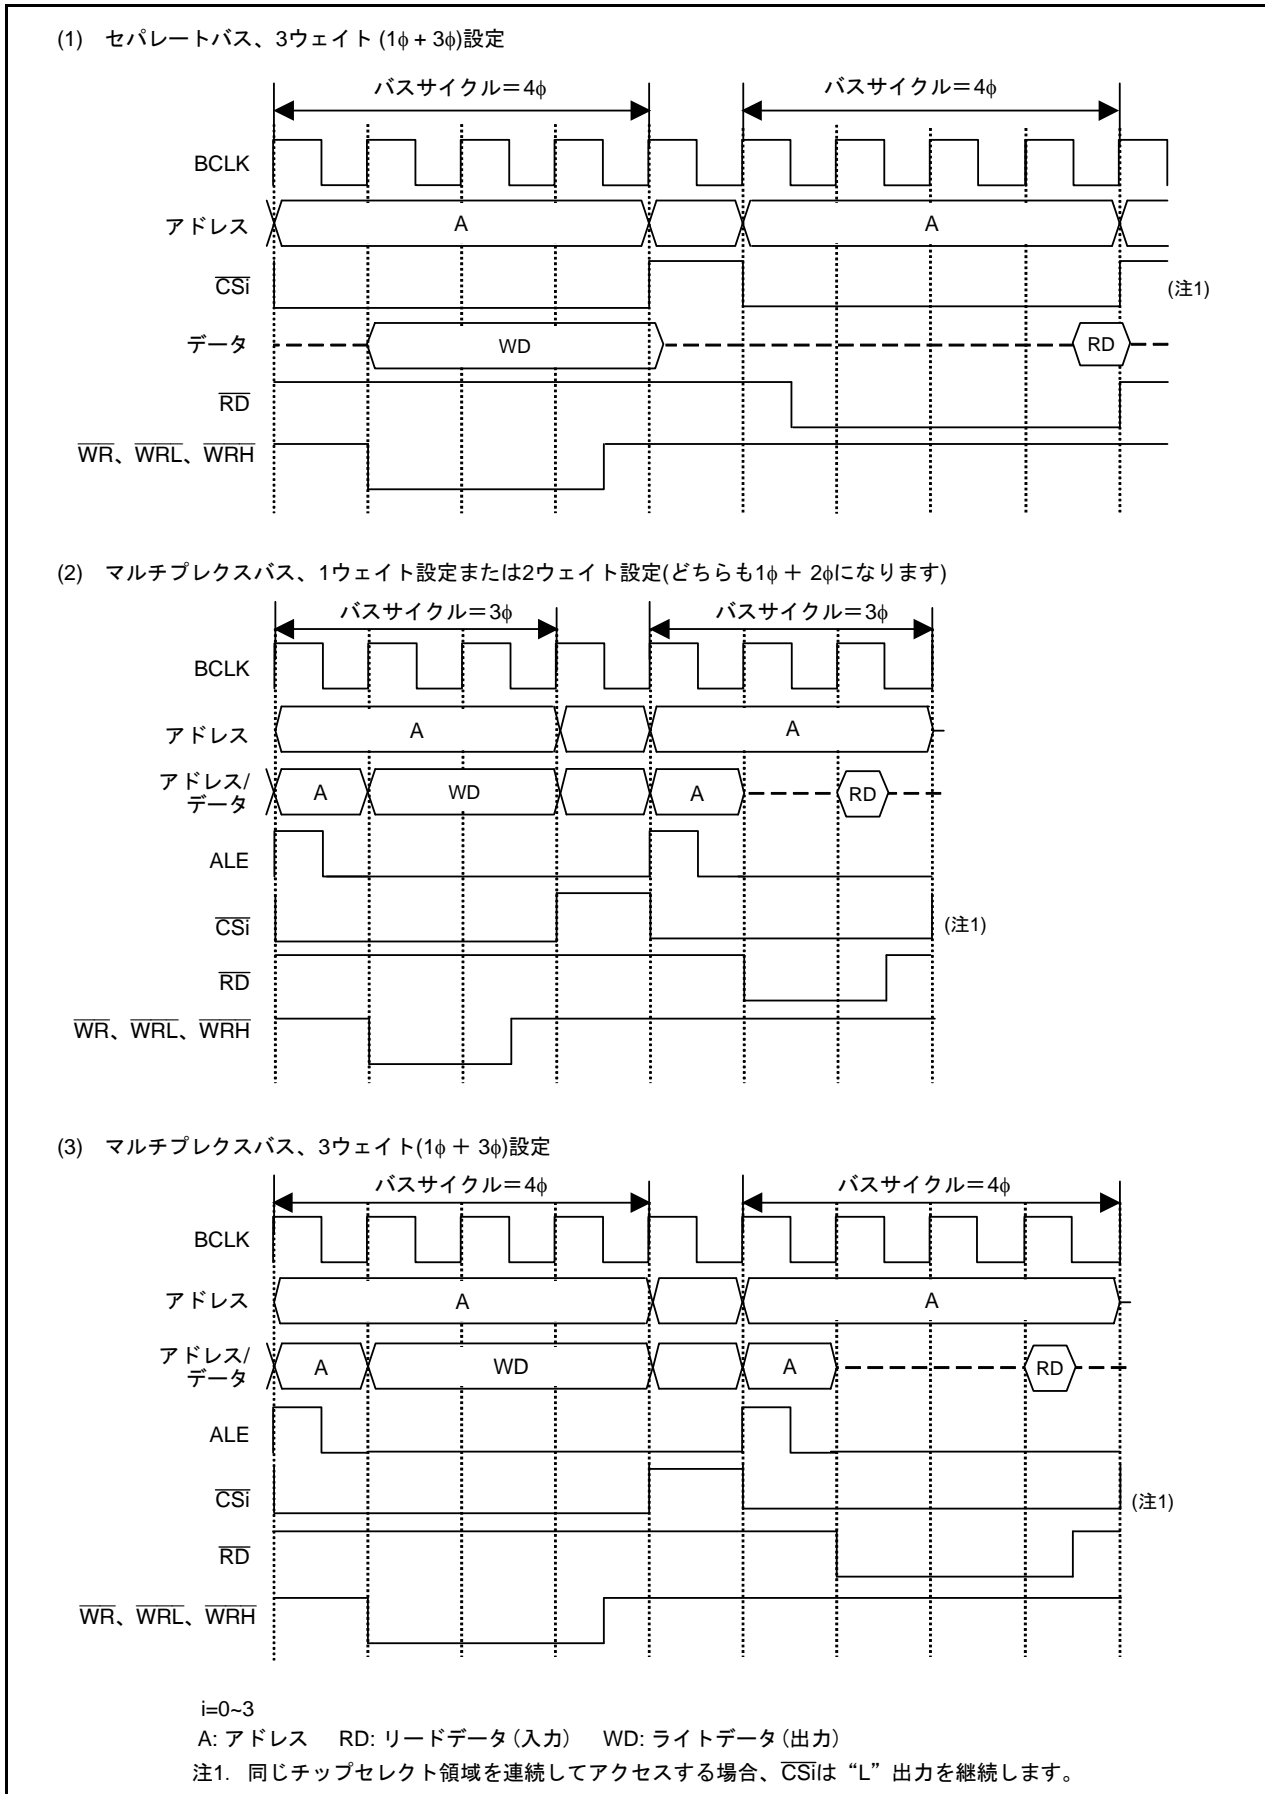 (1) セパレートバス、3ウェイト (1φ + 3φ)設定
バスサイクル＝4φ バスサイクル＝4φ
BCLK
アドレス A A
CSi (注1)
データ WD RD
RD
WR、WRL、WRH
(2) マルチプレクスバス、1ウェイト設定または2ウェイト設定(どちらも1φ ＋ 2φになります)
バスサイクル＝3φ バスサイクル＝3φ
BCLK
アドレス A A
アドレス/
データ A WD A RD
ALE
CSi (注1)
RD
WR、WRL、WRH
(3) マルチプレクスバス、3ウェイト(1φ ＋ 3φ)設定
バスサイクル＝4φ バスサイクル＝4φ
BCLK
アドレス A A
アドレス/
データ A WD A RD
ALE
CSi (注1)
RD
WR、WRL、WRH
i=0~3
A: アドレス RD: リードデータ（入力） WD: ライトデータ（出力）
注1. 同じチップセレクト領域を連続してアクセスする場合、CSiは“L”出力を継続します。